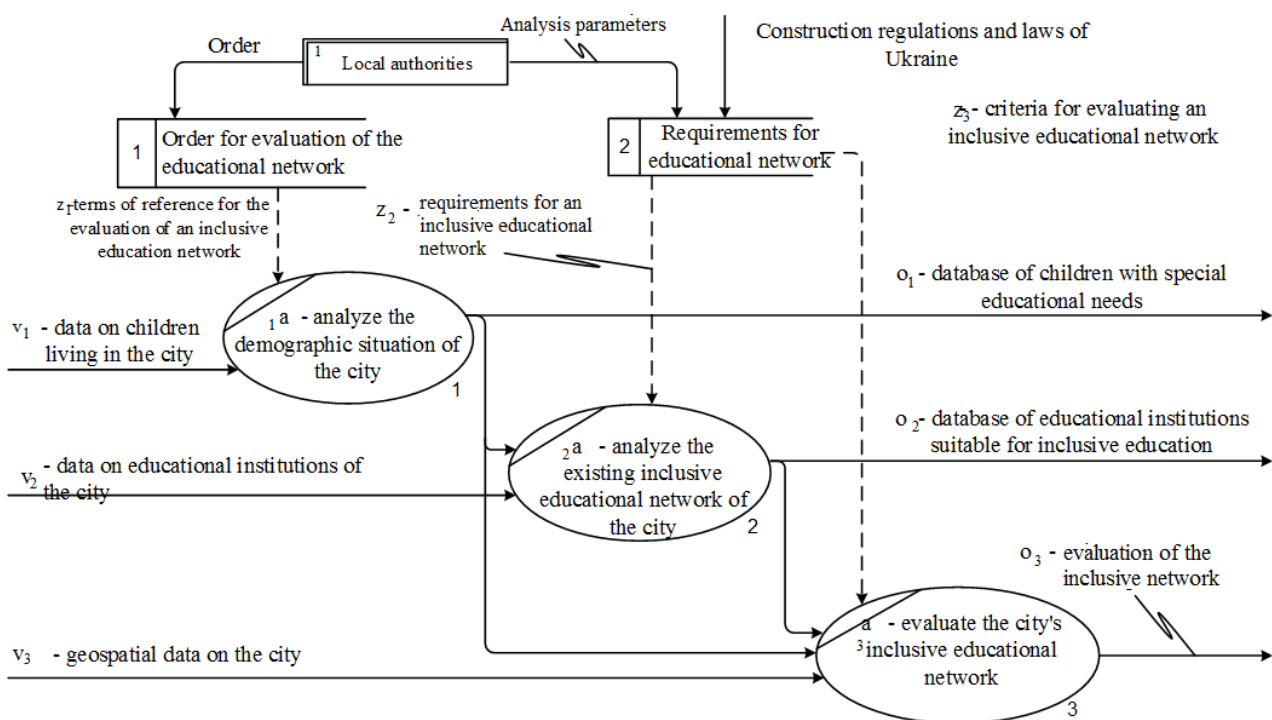 Analysis parameters
Order
1
Local authorities
Construction regulations and laws of
Ukraine
1
Order for evaluation of the
educational network
2
Requirements for
educational network
z3- criteria for evaluating an
inclusive educational network
z1-terms of reference for the
evaluation of an inclusive
education network
z2 - requirements for an
inclusive educational
network
o1 - database of children with special
educational needs
v1 - data on children
living in the city
1a - analyze the
demographic situation of
the city
1
o2- database of educational institutions
suitable for inclusive education
v2 - data on educational institutions of
the city
2a - analyze the
existing inclusive
educational network of
the city
2
o3 - evaluation of the
inclusive network
v3 - geospatial data on the city
a - evaluate the city's
3 inclusive educational
network
3